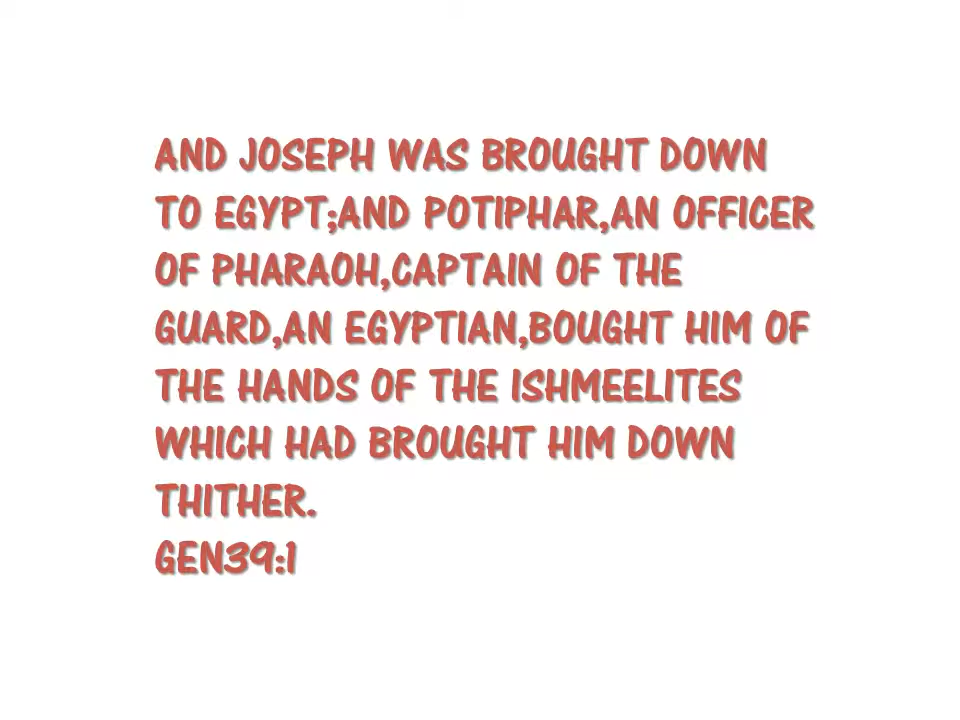 AND JOSEPH WAS BROUGHT DOWN
TO EGYPT;AND POTIPHAR,AN OFFICER
OF PHARAOH,CAPTAIN OF THE
GUARD,AN EGYPTIAN,BOUGHT HIM OF
THE HANDS OF THE ISHMEELITES
WHICH HAD BROUGHT HIM DOWN
THITHER.
GEN39:1